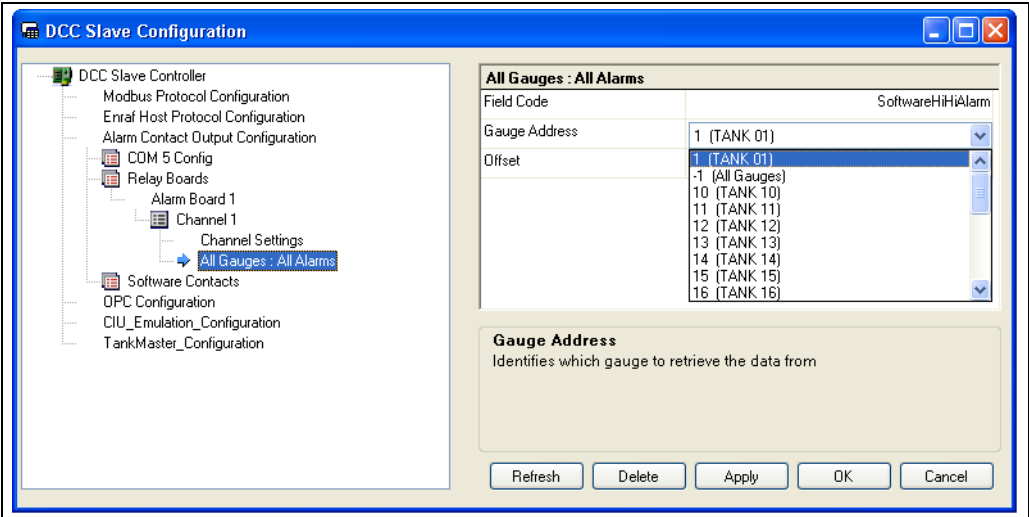 DCC Slave Configuration
DCC Slave Controller
Modbus Protocol Configuration
Enraf Host Protocol Configuration
Alarm Contact Output Configuration
COM 5 Config
Relay Boards
Alarm Board 1
Channel 1
Channel Settings
All Gauges : All Alarms
Software Contacts
OPC Configuration
CIU_Emulation_Configuration
TankMaster_Configuration
All Gauges : All Alarms
Field Code SoftwareHiHiAlarm
Gauge Address 1 (TANK 01)
Offset
1 (TANK 01)
-1 (All Gauges)
10 (TANK 10)
11 (TANK 11)
12 (TANK 12)
13 (TANK 13)
14 (TANK 14)
15 (TANK 15)
16 (TANK 16)
Gauge Address
Identifies which gauge to retrieve the data from
Refresh Delete Apply OK Cancel